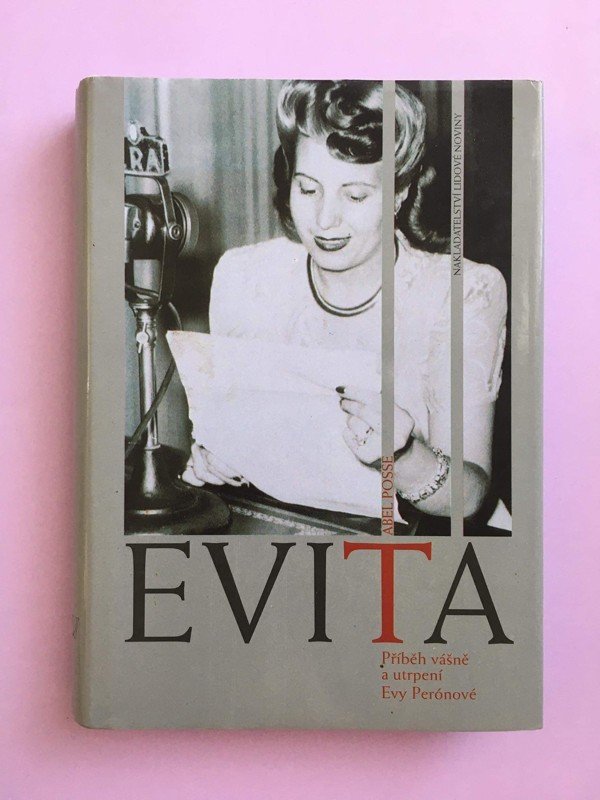 RA
NAKLADATELSTVÍ LIDOVÉ NOVINY
ABEL POSSE
EVITA
Příběh vášně
a utrpení
Evy Perónové